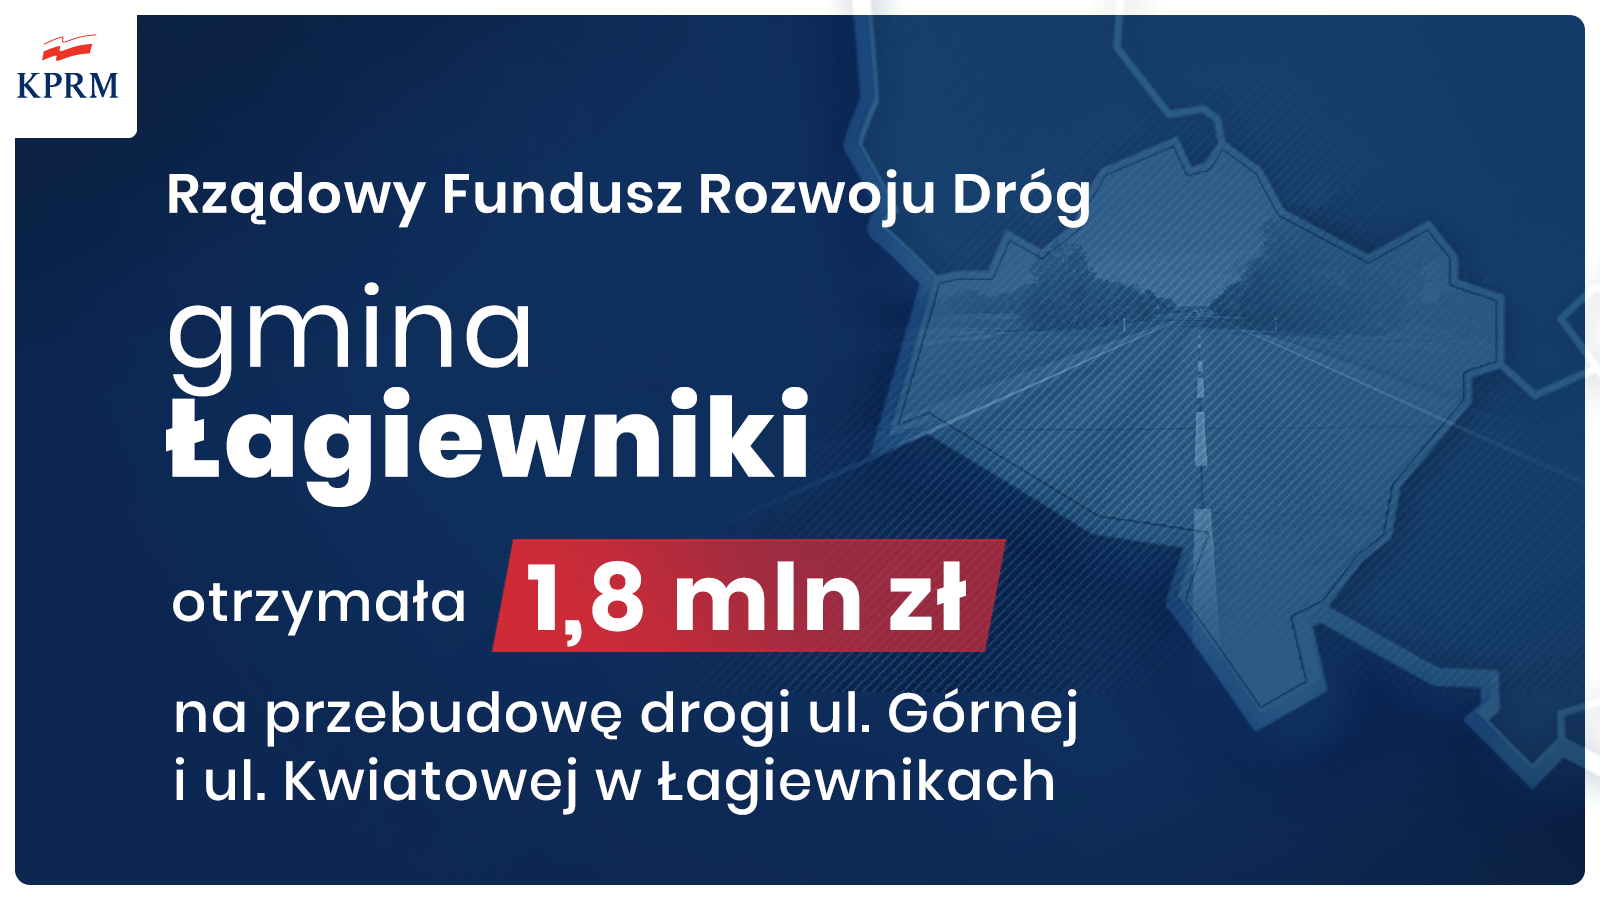 KPRM
Rządowy Fundusz Rozwoju Dróg
gmina
Łagiewniki
otrzymała 1,8 mln zł
na przebudowę drogi ul. Górnej
i ul. Kwiatowej w Łagiewnikach